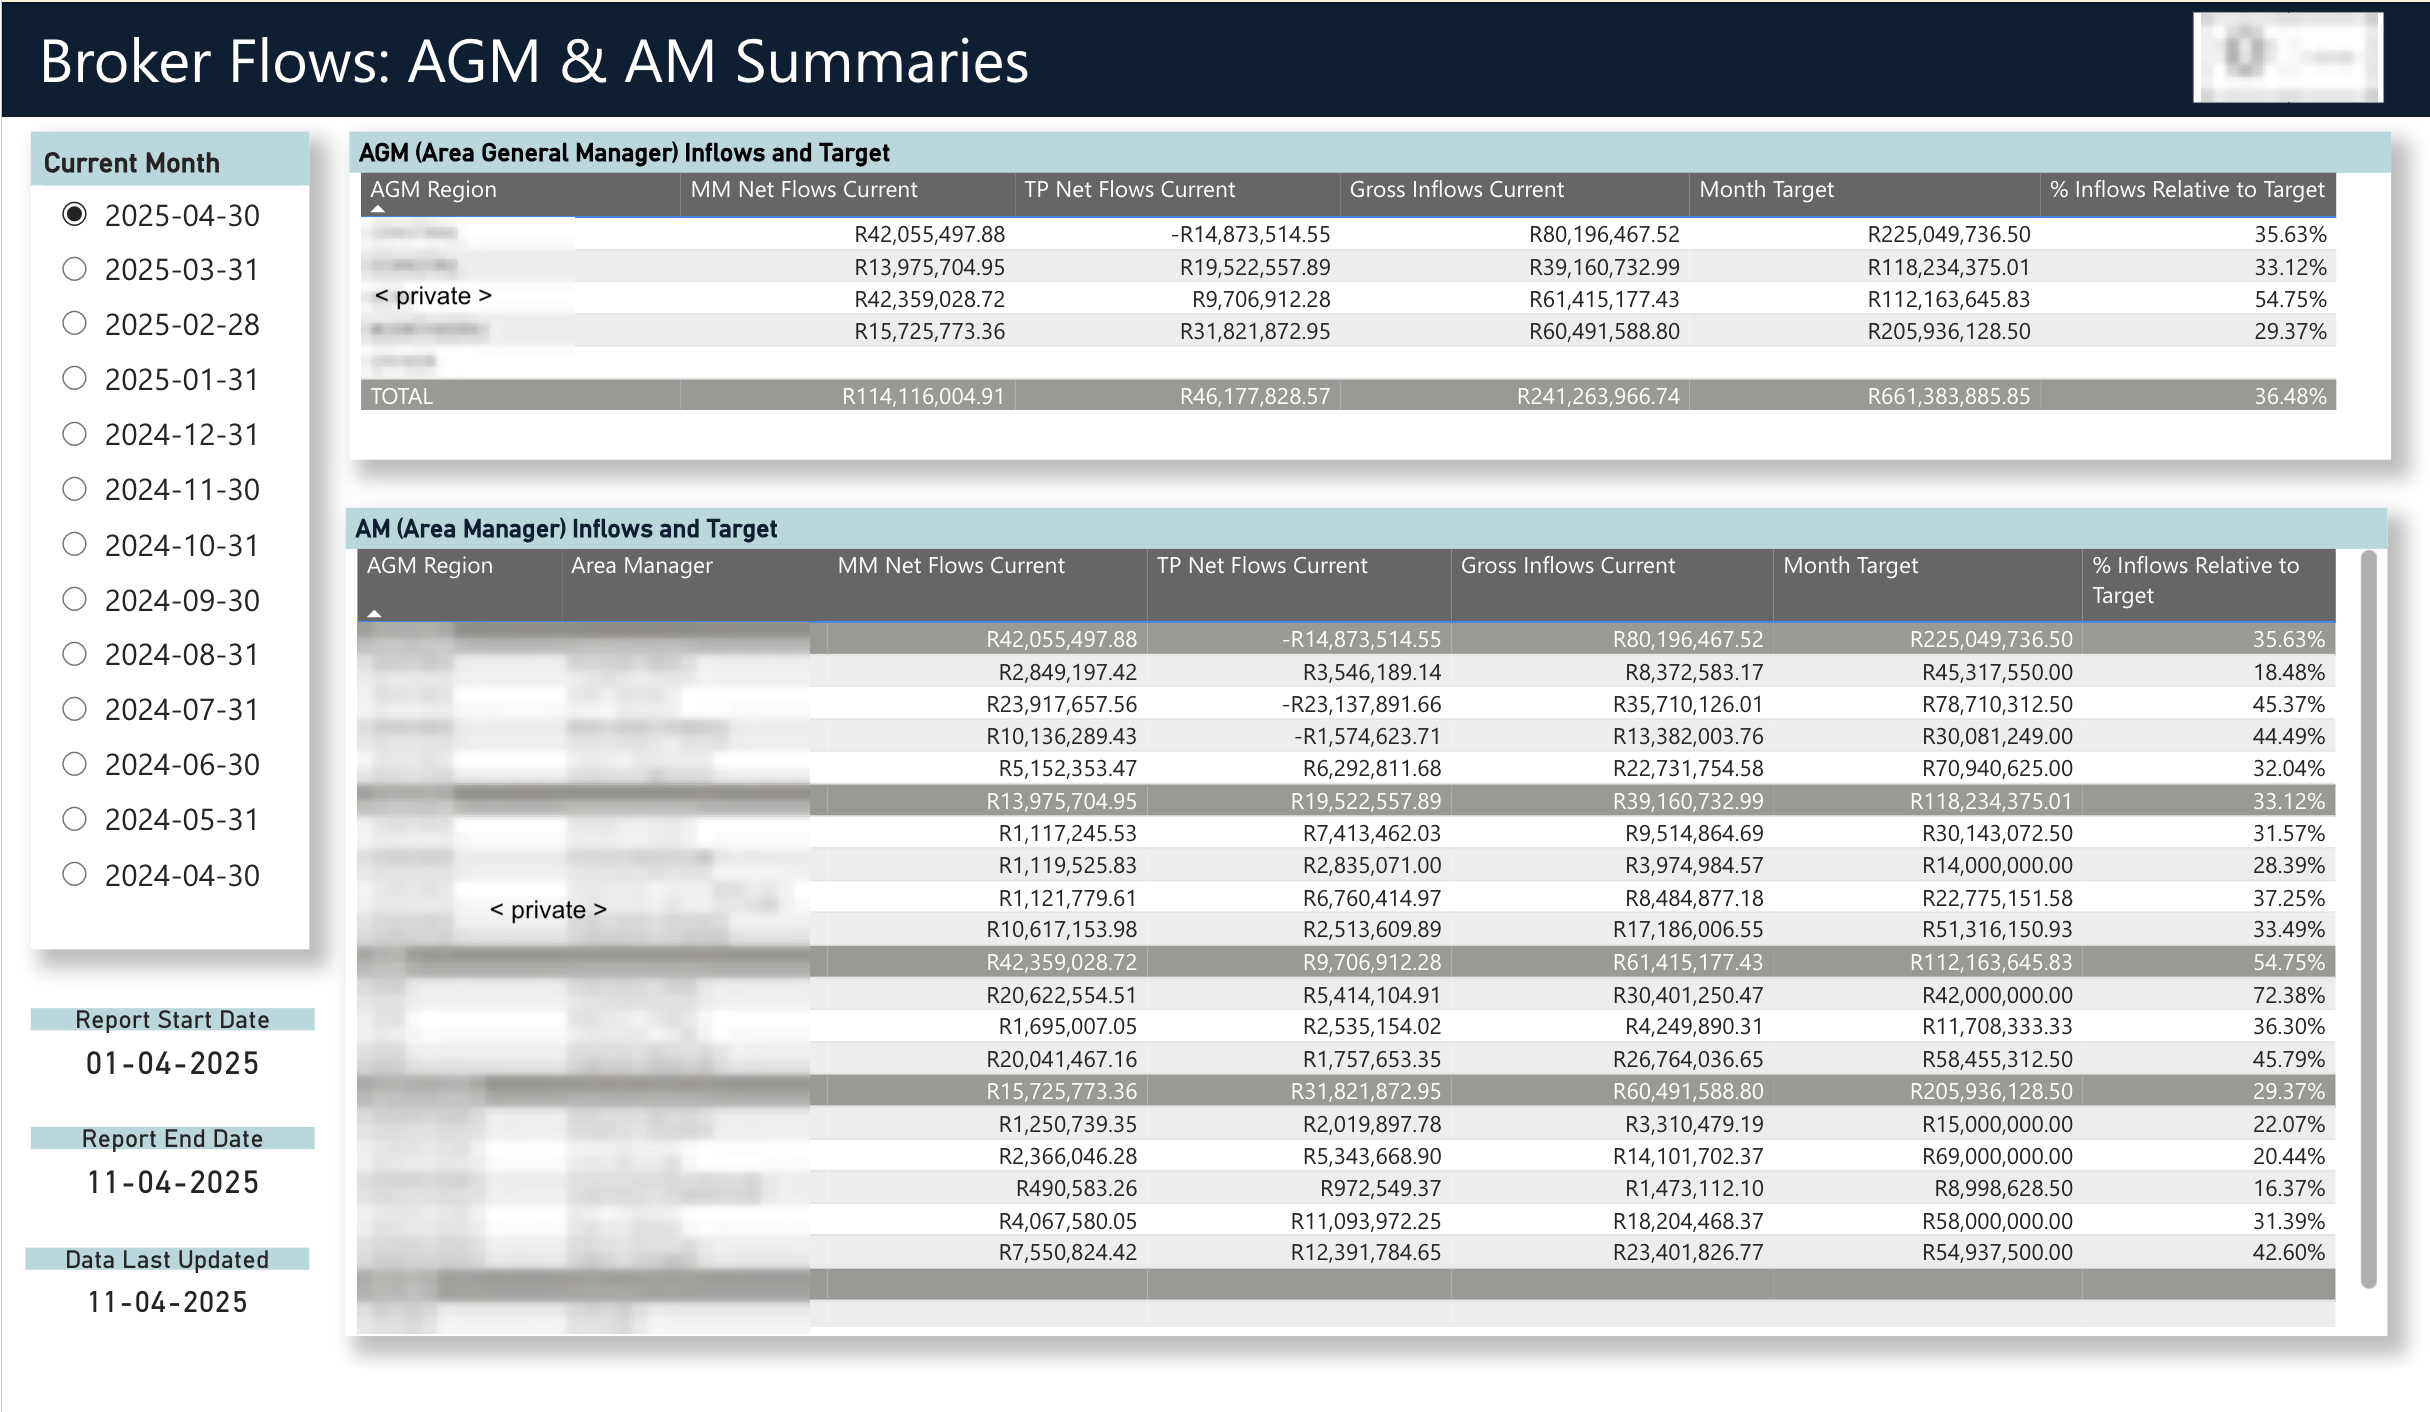 Broker Flows: AGM & AM Summaries
Current Month
2025-04-30
2025-03-31
2025-02-28
2025-01-31
2024-12-31
2024-11-30
2024-10-31
2024-09-30
2024-08-31
2024-07-31
2024-06-30
2024-05-31
2024-04-30
Report Start Date
01-04-2025
Report End Date
11-04-2025
Data Last Updated
11-04-2025
AGM (Area General Manager) Inflows and Target
AGM Region MM Net Flows Current TP Net Flows Current Gross Inflows Current Month Target % Inflows Relative to Target
R42,055,497.88 -R14,873,514.55 R80,196,467.52 R225,049,736.50 35.63%
R13,975,704.95 R19,522,557.89 R39,160,732.99 R118,234,375.01 33.12%
< private > R42,359,028.72 R9,706,912.28 R61,415,177.43 R112,163,645.83 54.75%
R15,725,773.36 R31,821,872.95 R60,491,588.80 R205,936,128.50 29.37%
TOTAL R114,116,004.91 R46,177,828.57 R241,263,966.74 R661,383,885.85 36.48%
AM (Area Manager) Inflows and Target
AGM Region Area Manager MM Net Flows Current TP Net Flows Current Gross Inflows Current Month Target % Inflows Relative to
Target
R42,055,497.88 -R14,873,514.55 R80,196,467.52 R225,049,736.50 35.63%
R2,849,197.42 R3,546,189.14 R8,372,583.17 R45,317,550.00 18.48%
R23,917,657.56 -R23,137,891.66 R35,710,126.01 R78,710,312.50 45.37%
R10,136,289.43 -R1,574,623.71 R13,382,003.76 R30,081,249.00 44.49%
R5,152,353.47 R6,292,811.68 R22,731,754.58 R70,940,625.00 32.04%
R13,975,704.95 R19,522,557.89 R39,160,732.99 R118,234,375.01 33.12%
R1,117,245.53 R7,413,462.03 R9,514,864.69 R30,143,072.50 31.57%
R1,119,525.83 R2,835,071.00 R3,974,984.57 R14,000,000.00 28.39%
< private > R1,121,779.61 R6,760,414.97 R8,484,877.18 R22,775,151.58 37.25%
R10,617,153.98 R2,513,609.89 R17,186,006.55 R51,316,150.93 33.49%
R42,359,028.72 R9,706,912.28 R61,415,177.43 R112,163,645.83 54.75%
R20,622,554.51 R5,414,104.91 R30,401,250.47 R42,000,000.00 72.38%
R1,695,007.05 R2,535,154.02 R4,249,890.31 R11,708,333.33 36.30%
R20,041,467.16 R1,757,653.35 R26,764,036.65 R58,455,312.50 45.79%
R15,725,773.36 R31,821,872.95 R60,491,588.80 R205,936,128.50 29.37%
R1,250,739.35 R2,019,897.78 R3,310,479.19 R15,000,000.00 22.07%
R2,366,046.28 R5,343,668.90 R14,101,702.37 R69,000,000.00 20.44%
R490,583.26 R972,549.37 R1,473,112.10 R8,998,628.50 16.37%
R4,067,580.05 R11,093,972.25 R18,204,468.37 R58,000,000.00 31.39%
R7,550,824.42 R12,391,784.65 R23,401,826.77 R54,937,500.00 42.60%